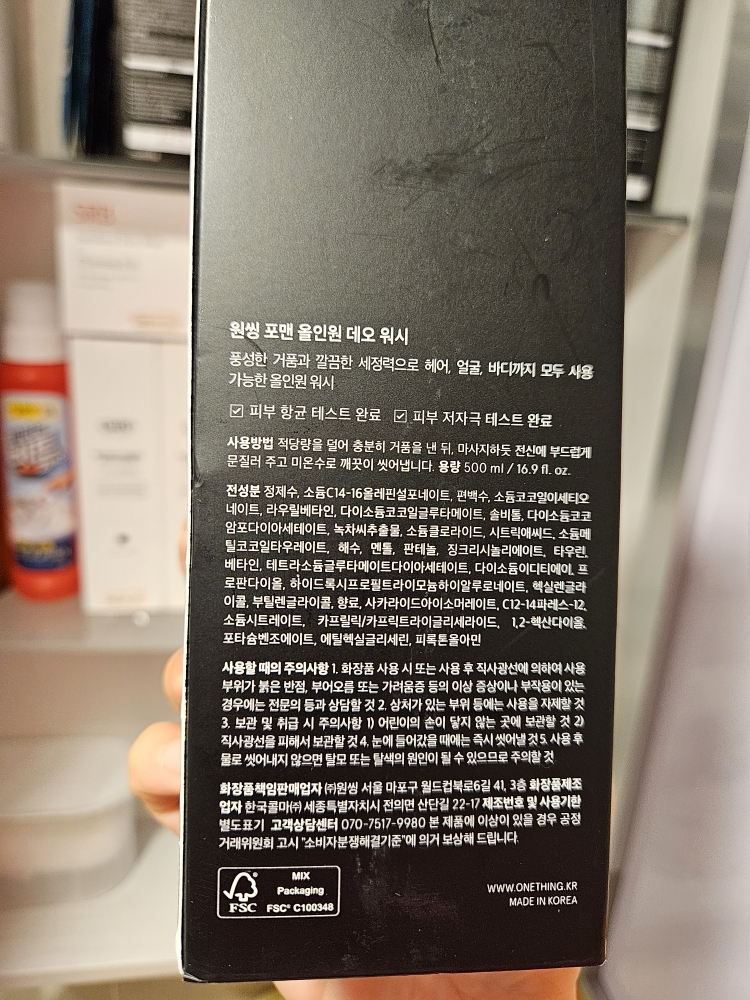 원씽 포맨 올인원 데오 워시
풍성한 거품과 깔끔한 세정력으로 헤어, 얼굴, 바디까지 모두 사용
가능한 올인원 워시
피부 항균 테스트 완료 피부 저자극 테스트 완료
사용방법 적당량을 덜어 충분히 거품을 낸 뒤, 마사지하듯 전신에 부드럽게
문질러 주고 미온수로 깨끗이 씻어냅니다. 용량 500 ml / 16.9 fl. oz.
전성분 정제수, 소듐C14-16올레핀설포네이트, 편백수, 소듐코코일이세티오
네이트, 라우릴베타인, 다이소듐코코일글루타메이트, 솔비톨, 다이소듐코코
암포다이아세테이트, 녹차씨추출물, 소듐클로라이드, 시트릭애씨드, 소듐메
틸코코일타우레이트, 해수, 멘톨, 판테놀, 징크리시놀리에이트, 타우린,
베타인, 테트라소듐글루타메이트다이아세테이트, 다이소듐이디티에이, 프
로판다이올, 하이드록시프로필트라이모늄하이알루로네이트, 헥실렌글라
이콜, 부틸렌글라이콜, 향료, 사카라이드아이소머레이트, C12-14파레스-12,
소듐시트레이트, 카프릴릭/카프릭트라이글리세라이드, 1,2-헥산다이올,
포타슘벤조에이트, 에틸헥실글리세린, 피록톤올아민
사용할 때의 주의사항 1. 화장품 사용 시 또는 사용 후 직사광선에 의하여 사용
부위가 붉은 반점, 부어오름 또는 가려움증 등의 이상 증상이나 부작용이 있는
경우에는 전문의 등과 상담할 것 2. 상처가 있는 부위 등에는 사용을 자제할 것
3. 보관 및 취급 시 주의사항 1) 어린이의 손이 닿지 않는 곳에 보관할 것 2)
직사광선을 피해서 보관할 것 4. 눈에 들어갔을 때에는 즉시 씻어낼 것 5. 사용 후
물로 씻어내지 않으면 탈모 또는 탈색의 원인이 될 수 있으므로 주의할 것
화장품책임판매업자 ㈜원씽 서울 마포구 월드컵북로6길 41, 3층 화장품제조
업자 한국콜마㈜ 세종특별자치시 전의면 산단길 22-17 제조번호 및 사용기한
별도표기 고객상담센터 070-7517-9980 본 제품에 이상이 있을 경우 공정
거래위원회 고시 "소비자분쟁해결기준"에 의거 보상해 드립니다.
MIX
Packaging
FSC FSC® C100348
WWW.ONETHING.KR
MADE IN KOREA